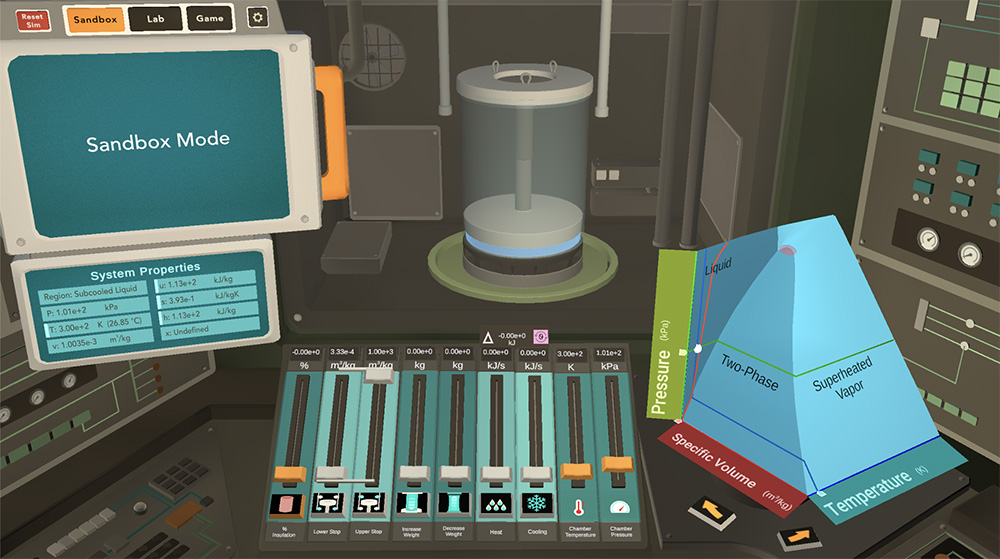 Reset
Sim
Sandbox
Lab
Game
Sandbox Mode
System Properties
Region: Subcooled Liquid
P: 1.01e+2 kPa
T: 3.00e+2 K (26.85 °C)
v: 1.0035e-3 m³/kg
u: 1.13e+2 kJ/kg
s: 3.93e-1 kJ/kgK
h: 1.13e+2 kJ/kg
x: Undefined
Δ -0.00e+0
kJ
-0.00e+0 3.33e-4 1.00e+3 0.00e+0 0.00e+0 0.00e+0 0.00e+0 3.00e+2 1.01e+2
% m³/kg m³/kg kg kg kJ/s kJ/s K kPa
%
Insulation
Lower Stop
Upper Stop
Increase
Weight
Decrease
Weight
Heat
Cooling
Chamber
Temperature
Chamber
Pressure
Liquid
Two-Phase
Superheated
Vapor
Pressure (kPa)
Specific Volume (m³/kg)
Temperature (K)